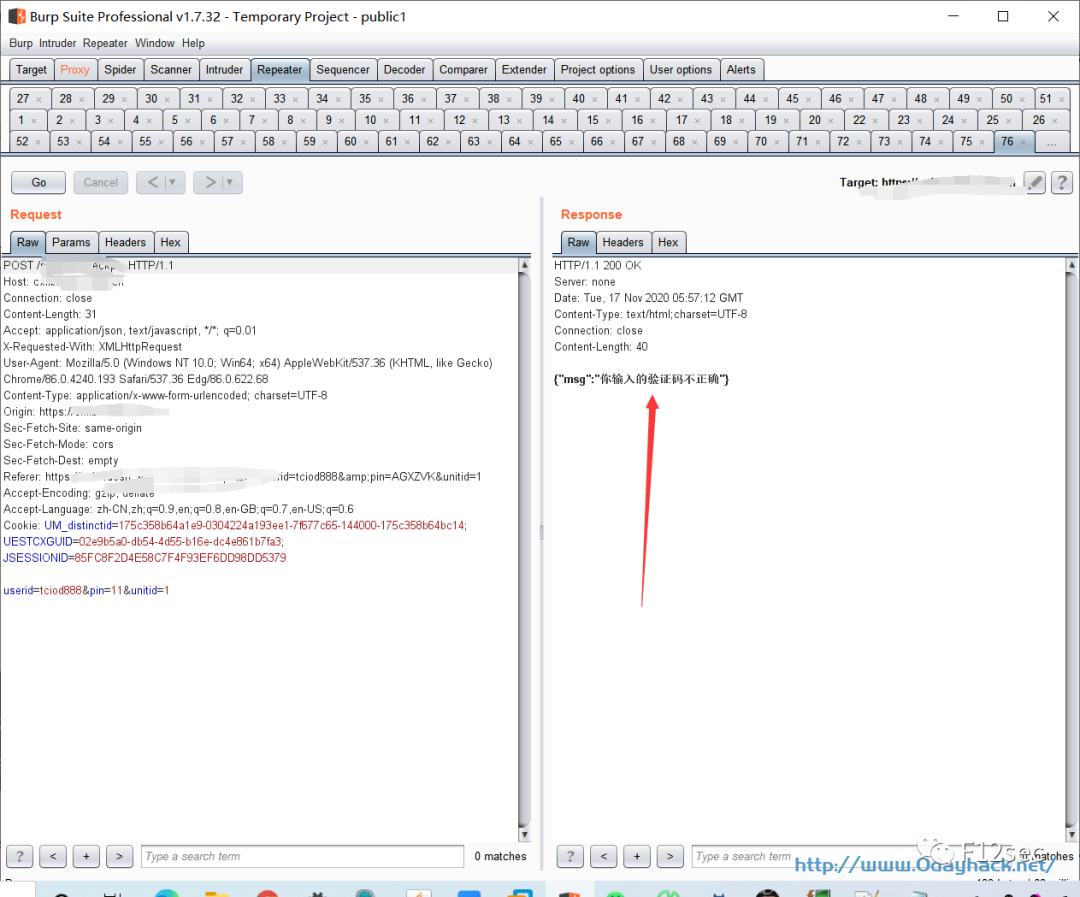 Burp Suite Professional v1.7.32 - Temporary Project - public1
Burp Intruder Repeater Window Help
Target Proxy Spider Scanner Intruder Repeater Sequencer Decoder Comparer Extender Project options User options Alerts
27 × 28 × 29 × 30 × 31 × 32 × 33 × 34 × 35 × 36 × 37 × 38 × 39 × 40 × 41 × 42 × 43 × 44 × 45 × 46 × 47 × 48 × 49 × 50 × 51 ×
1 × 2 × 3 × 4 × 5 × 6 × 7 × 8 × 9 × 10 × 11 × 12 × 13 × 14 × 15 × 16 × 17 × 18 × 19 × 20 × 22 × 23 × 24 × 25 × 26 ×
52 × 53 × 54 × 55 × 56 × 57 × 58 × 59 × 60 × 61 × 62 × 63 × 64 × 65 × 66 × 67 × 68 × 69 × 70 × 71 × 72 × 73 × 74 × 75 × 76 × ...
Go Cancel < > Target: https:// ?
Request
Raw Params Headers Hex
POST / HTTP/1.1
Host:
Connection: close
Content-Length: 31
Accept: application/json, text/javascript, */*; q=0.01
X-Requested-With: XMLHttpRequest
User-Agent: Mozilla/5.0 (Windows NT 10.0; Win64; x64) AppleWebKit/537.36 (KHTML, like Gecko)
Chrome/86.0.4240.193 Safari/537.36 Edg/86.0.622.68
Content-Type: application/x-www-form-urlencoded; charset=UTF-8
Origin: https:/
Sec-Fetch-Site: same-origin
Sec-Fetch-Mode: cors
Sec-Fetch-Dest: empty
Referer: https id=tciod888&amp;pin=AGXZVK&unitid=1
Accept-Encoding: gzip, deflate
Accept-Language: zh-CN,zh;q=0.9,en;q=0.8,en-GB;q=0.7,en-US;q=0.6
Cookie: UM_distinctid=175c358b64a1e9-0304224a193ee1-7f677c65-144000-175c358b64bc14;
UESTCXGUID=02e9b5a0-db54-4d55-b16e-dc4e861b7fa3;
JSESSIONID=85FC8F2D4E58C7F4F93EF6DD98DD5379
userid=tciod888&pin=11&unitid=1
? < + > Type a search term 0 matches
Response
Raw Headers Hex
HTTP/1.1 200 OK
Server: none
Date: Tue, 17 Nov 2020 05:57:12 GMT
Content-Type: text/html;charset=UTF-8
Connection: close
Content-Length: 40
{"msg":"你输入的验证码不正确"}
? < + > Type a search term matches
F12sec
http://www.0dayhack.net/